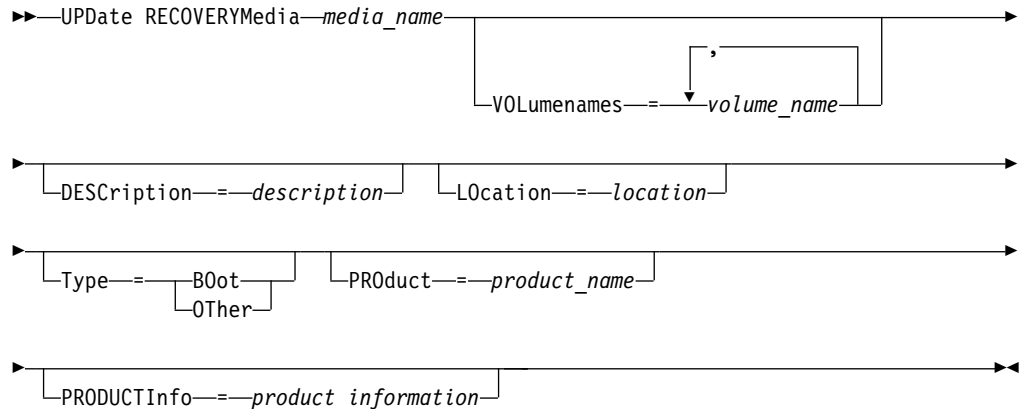 UPDate RECOVERYMedia media_name
,
VOLumenames = volume_name
DESCription = description LOcation = location
Type = BOot PROduct = product_name
OTher
PRODUCTInfo = product information